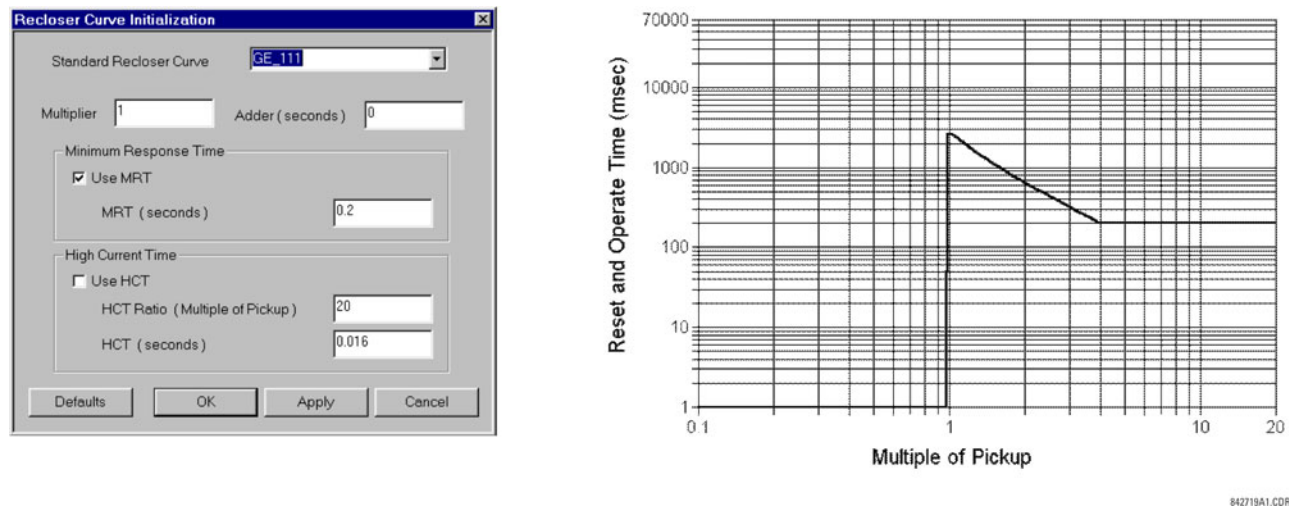 Recloser Curve Initialization
Standard Recloser Curve GE_111
Multiplier 1 Adder ( seconds ) 0
Minimum Response Time
Use MRT
MRT ( seconds ) 0.2
High Current Time
Use HCT
HCT Ratio ( Multiple of Pickup ) 20
HCT ( seconds ) 0.016
Defaults OK Apply Cancel
Reset and Operate Time (msec)
70000
10000
1000
100
10
1
0.1 1 10 20
Multiple of Pickup
842719A1.CDR